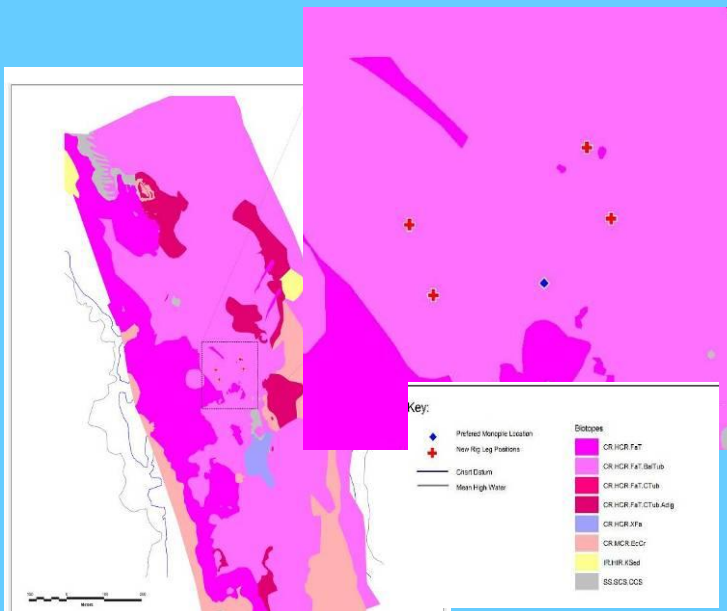 Key:
Prefered Monopile Location
New Rig Leg Positions
Chart Datum
Mean High Water
Biotopes
CR.HCR.FaT
CR.HCR.FaT.BalTub
CR.HCR.FaT.CTub
CR.HCR.FaT.CTub.Adig
CR.HCR.XFa
CR.MCR.EcCr
IR.HIR.KSed
SS.SCS.CCS